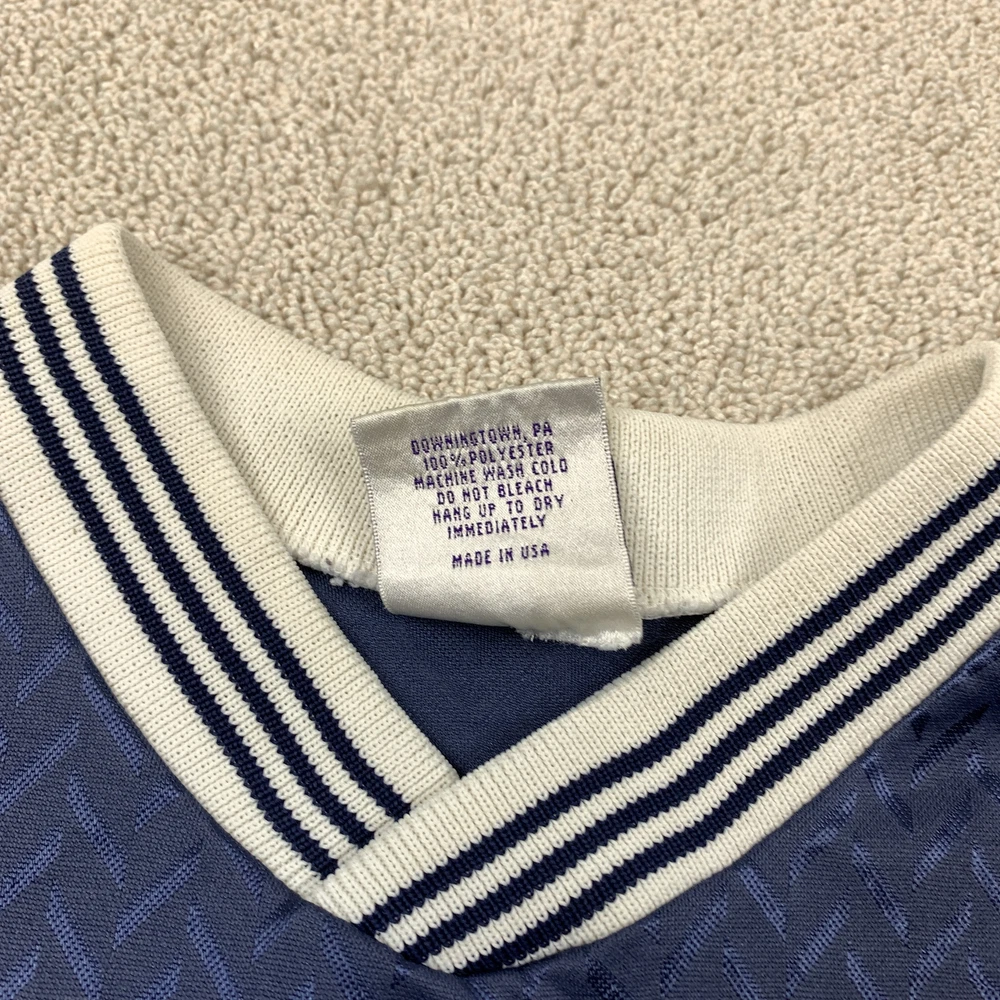 DOWNINGTOWN, PA
100% POLYESTER
MACHINE WASH COLD
DO NOT BLEACH
HANG UP TO DRY
IMMEDIATELY
MADE IN USA